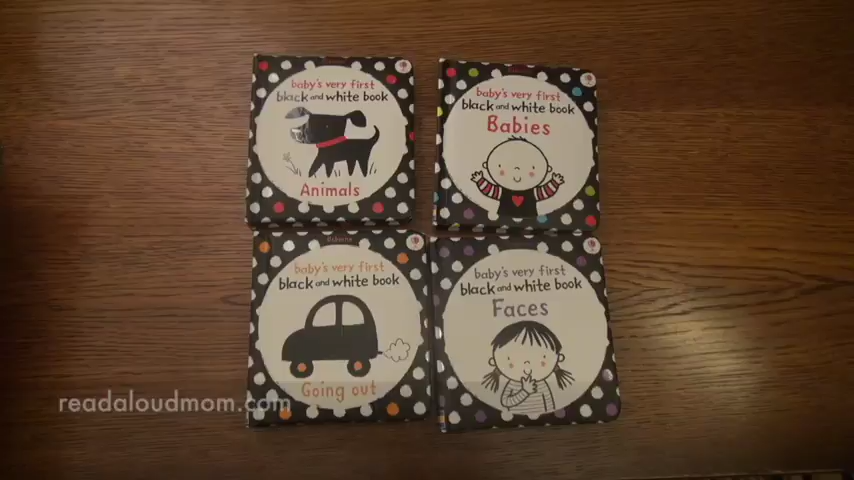 baby's very first
black and white book
Animals
baby's very first
black and white book
Babies
Osborne
baby's very first
black and white book
Going out
baby's very first
black and white book
Faces
readaloudmom.com